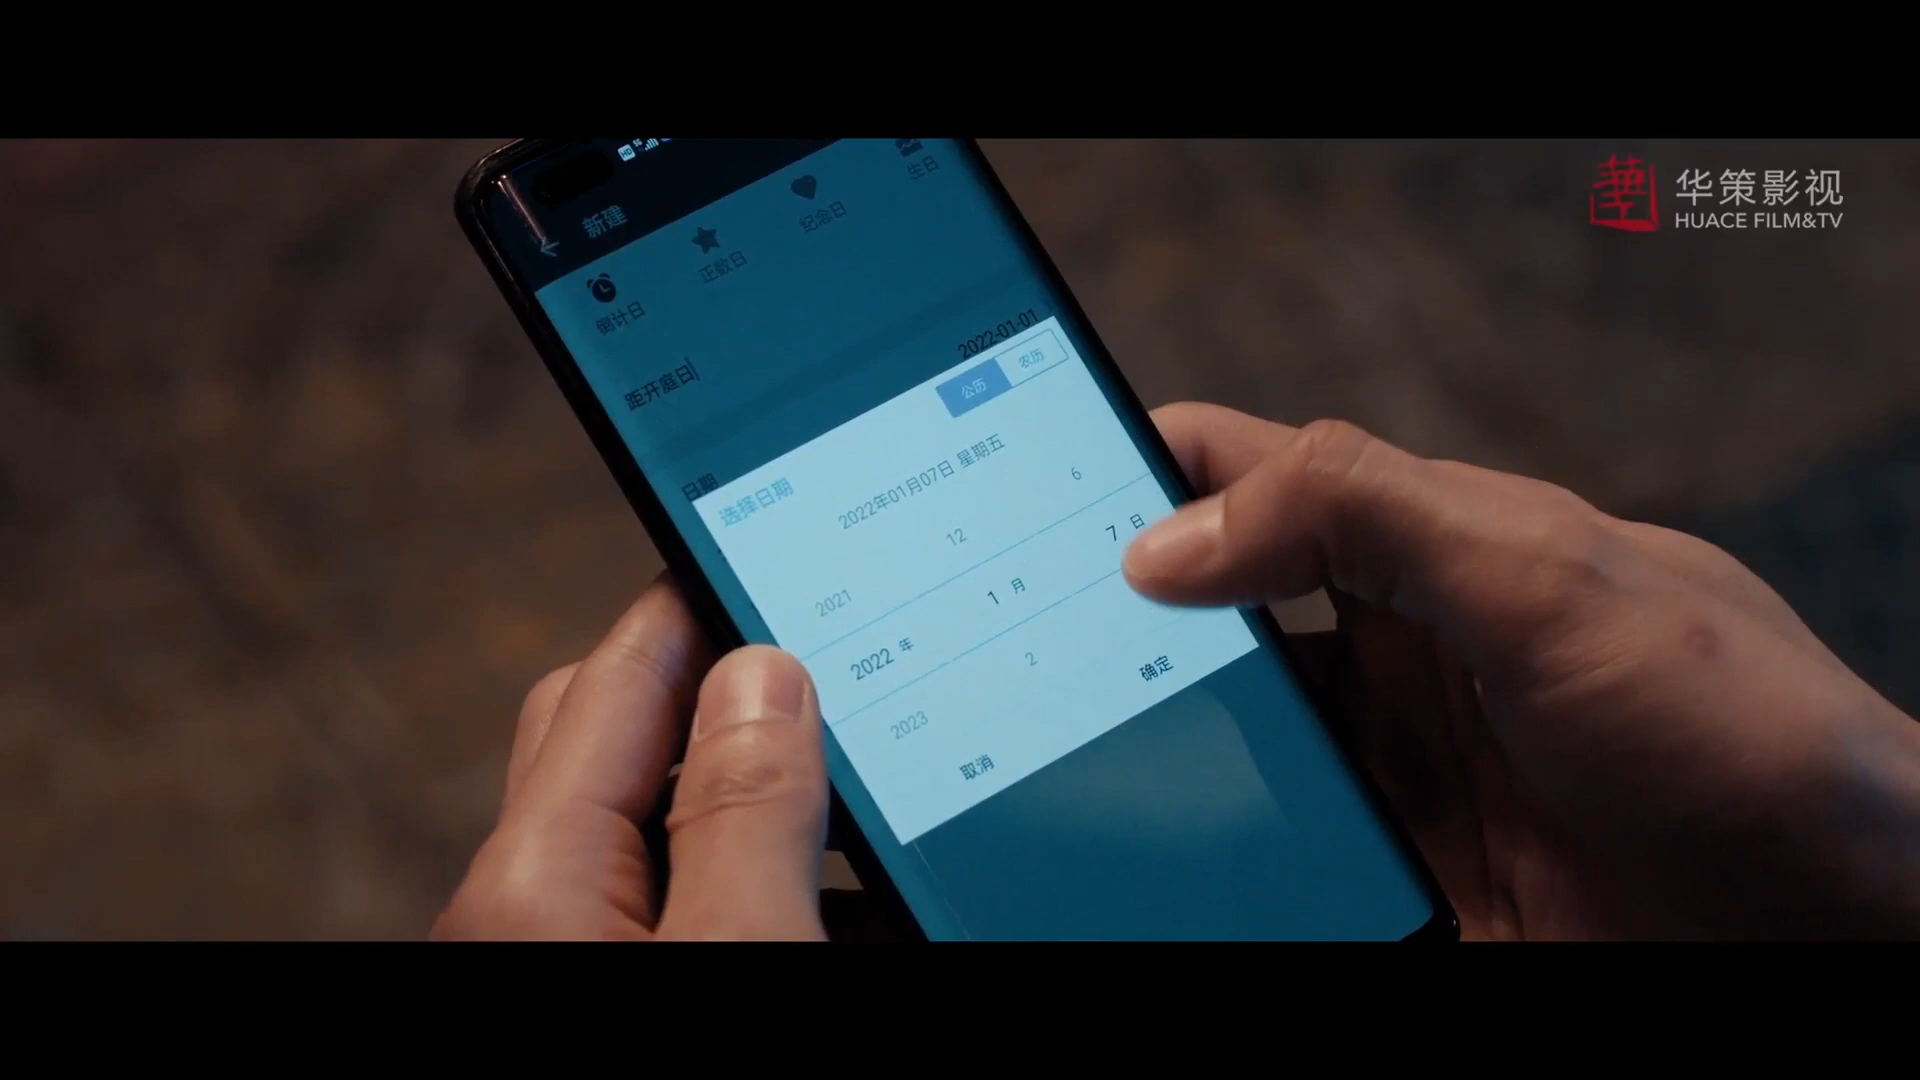 华策影视
HUACE FILM&TV
HD 5G
新建
倒计日
正数日
纪念日
生日
距开庭日
2022-01-01
日期
公历
农历
选择日期
2022年01月07日 星期五
2021
12
6
2022 年
1 月
7 日
2023
2
取消
确定